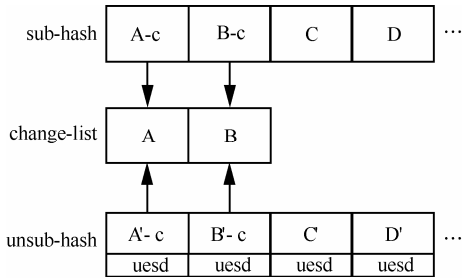 sub-hash A-c B-c C D ...
change-list A B
unsub-hash A'- c B'- c C' D' ...
uesd uesd uesd uesd